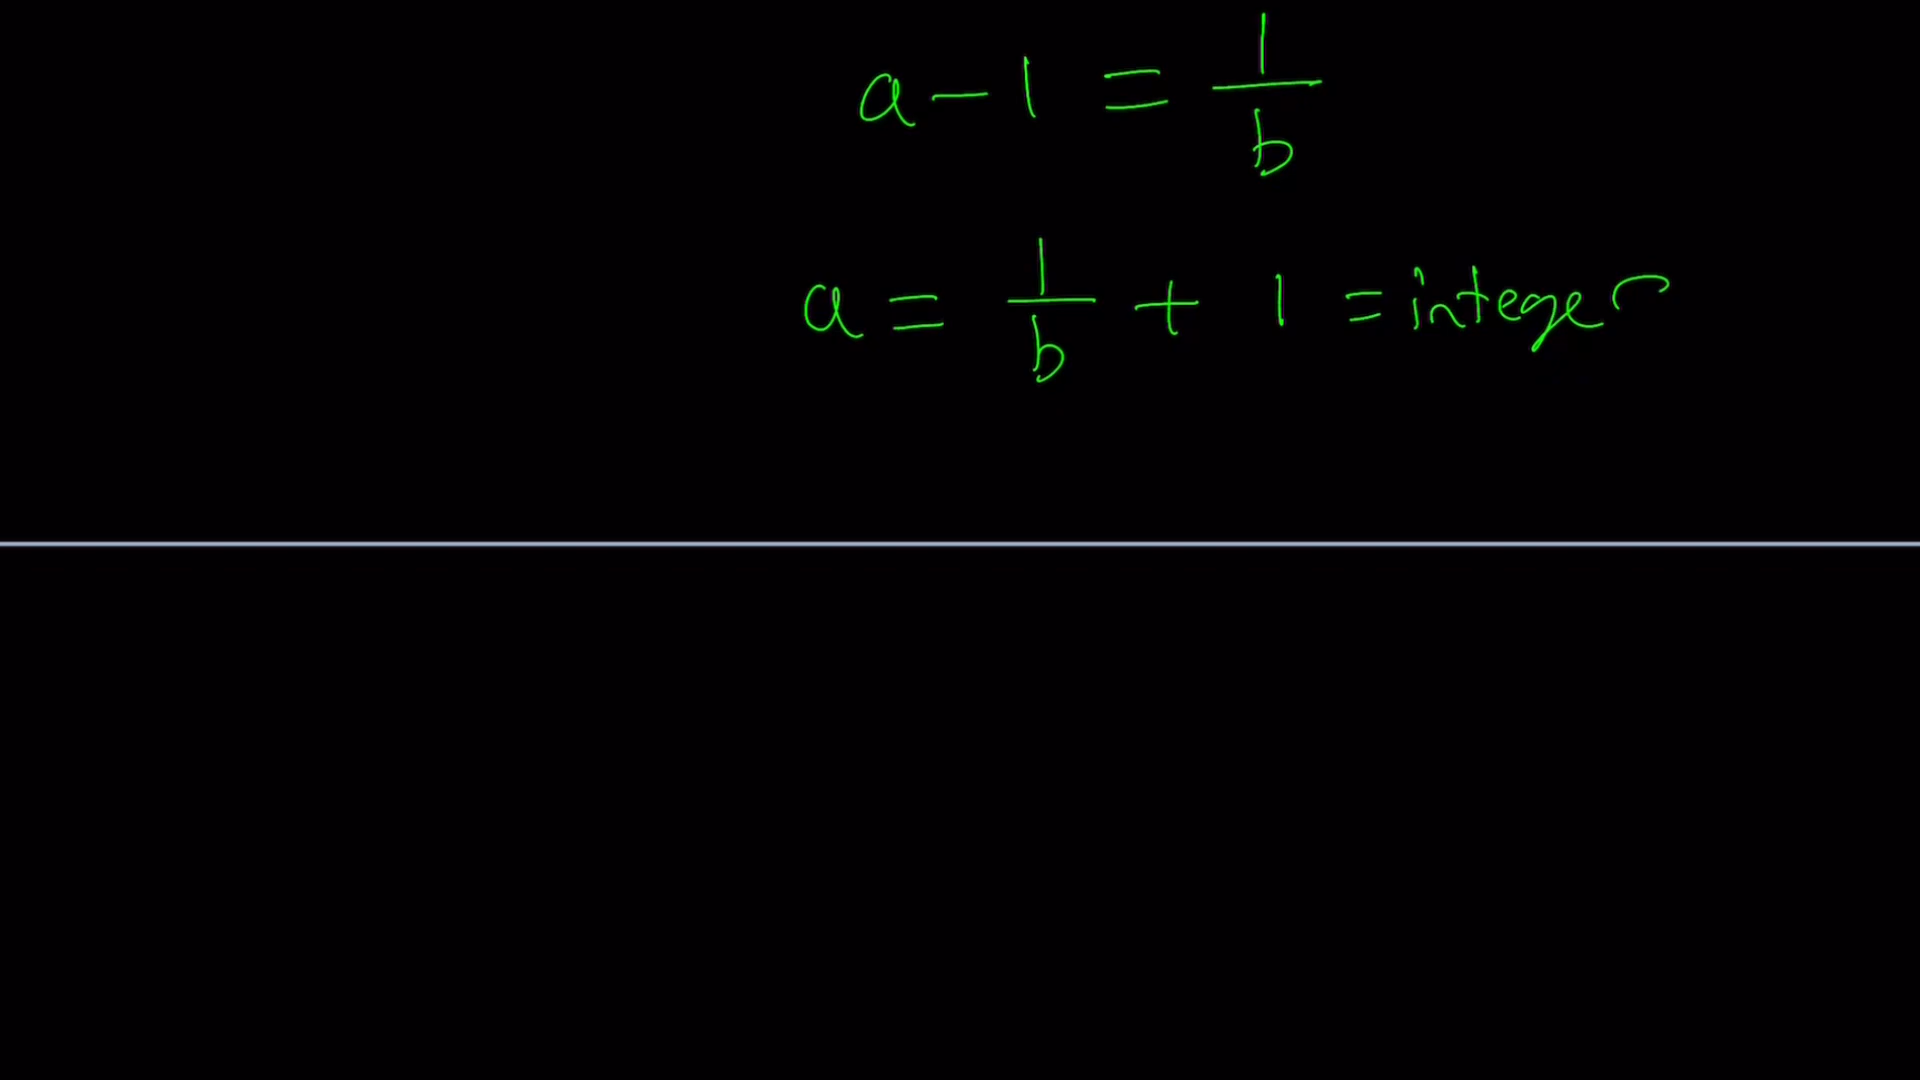 a - 1 = 1/b
a = 1/b + 1 = integer